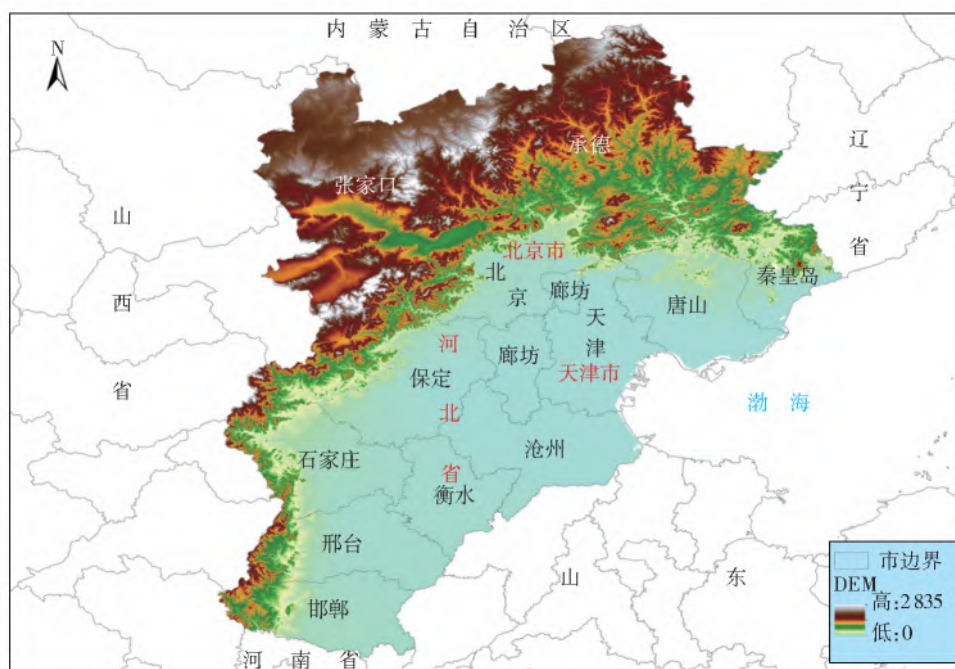 内蒙古自治区
N
辽宁省
承德
张家口
山西省
北京市
北京
廊坊
秦皇岛
唐山
天津
河北省
廊坊
天津市
保定
渤海
沧州
石家庄
衡水
邢台
山东
邯郸
河南省
市边界
DEM
高:2 835
低:0